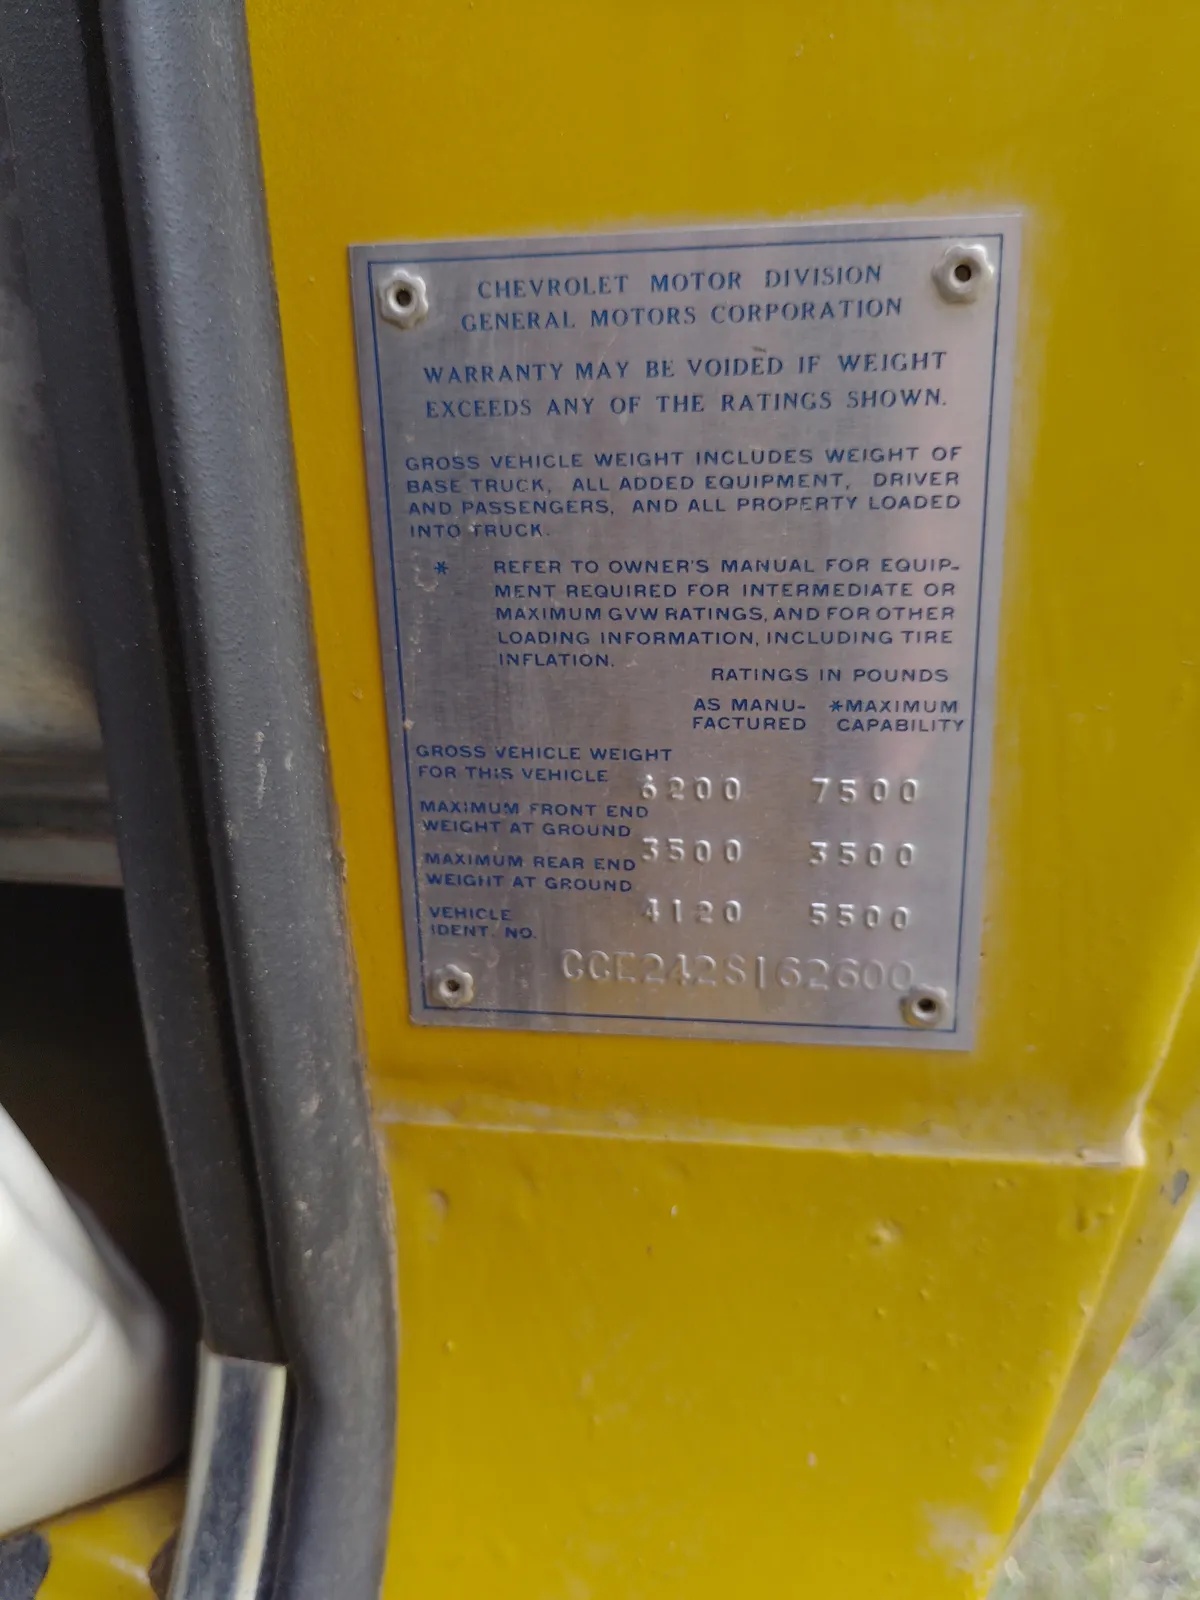 CHEVROLET MOTOR DIVISION
GENERAL MOTORS CORPORATION
WARRANTY MAY BE VOIDED IF WEIGHT
EXCEEDS ANY OF THE RATINGS SHOWN.
GROSS VEHICLE WEIGHT INCLUDES WEIGHT OF
BASE TRUCK, ALL ADDED EQUIPMENT, DRIVER
AND PASSENGERS, AND ALL PROPERTY LOADED
INTO TRUCK.
* REFER TO OWNER'S MANUAL FOR EQUIP-
MENT REQUIRED FOR INTERMEDIATE OR
MAXIMUM GVW RATINGS, AND FOR OTHER
LOADING INFORMATION, INCLUDING TIRE
INFLATION.
RATINGS IN POUNDS
AS MANU- *MAXIMUM
FACTURED CAPABILITY
GROSS VEHICLE WEIGHT
FOR THIS VEHICLE 6200 7500
MAXIMUM FRONT END
WEIGHT AT GROUND 3500 3500
MAXIMUM REAR END
WEIGHT AT GROUND 4120 5500
VEHICLE
IDENT. NO. CCE242S162600